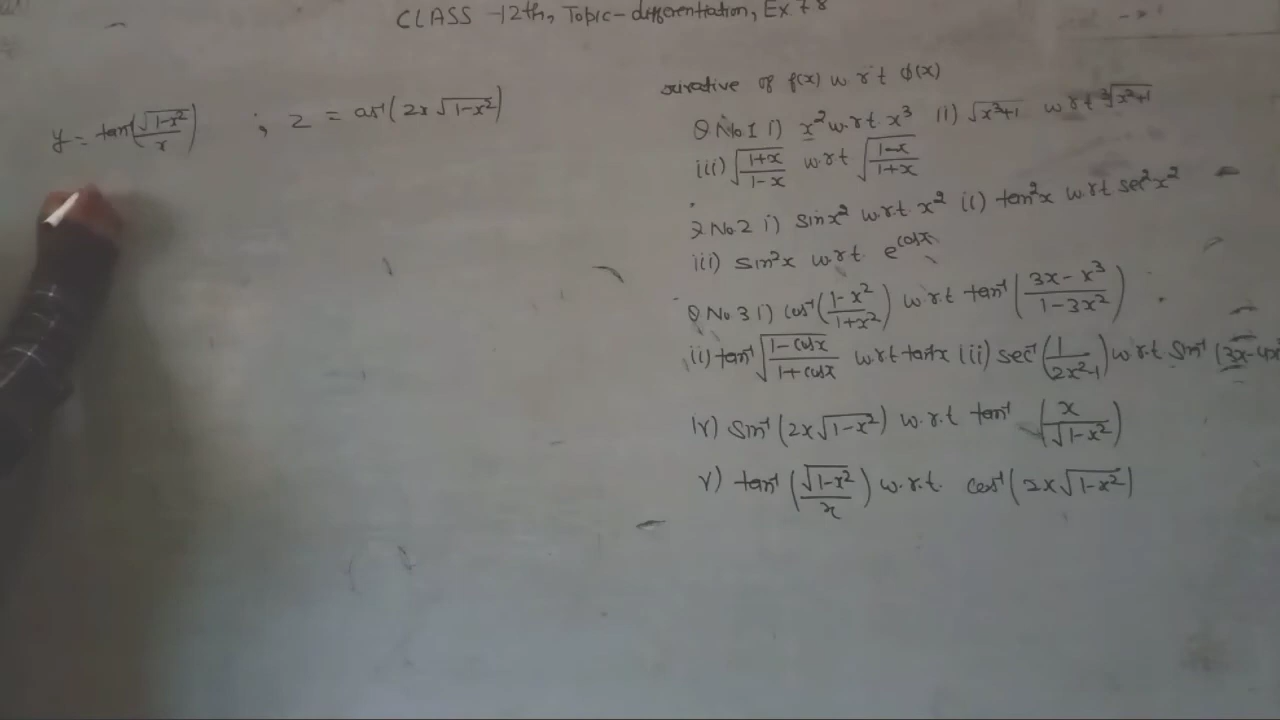 CLASS -12th, Topic - differentiation, Ex 7.8
y = tan⁻¹(√(1-x²)/x) ; z = cos⁻¹(2x√(1-x²))
of f(x) w r t φ(x)
Q No 1 i) x² w.r.t x³ ii) √(x³+1) w r t ∛(x²+1)
iii) √((1+x)/(1-x)) w r t √((1-x)/(1+x))
Q No 2 i) sin x² w.r.t. x² ii) tan²x w r t sec²x²
iii) sin²x w r t e^(cosx)
Q No 3 i) cos⁻¹((1-x²)/(1+x²)) w r.t tan⁻¹((3x-x³)/(1-3x²))
ii) tan⁻¹√((1-cosx)/(1+cosx)) w r t tan⁻¹x iii) sec⁻¹(1/(2x²-1)) w r.t sin⁻¹(3x-4x³
iv) sin⁻¹(2x√(1-x²)) w.r.t tan⁻¹(x/√(1-x²))
v) tan⁻¹(√(1-x²)/x) w.r.t. cos⁻¹(2x√(1-x²))